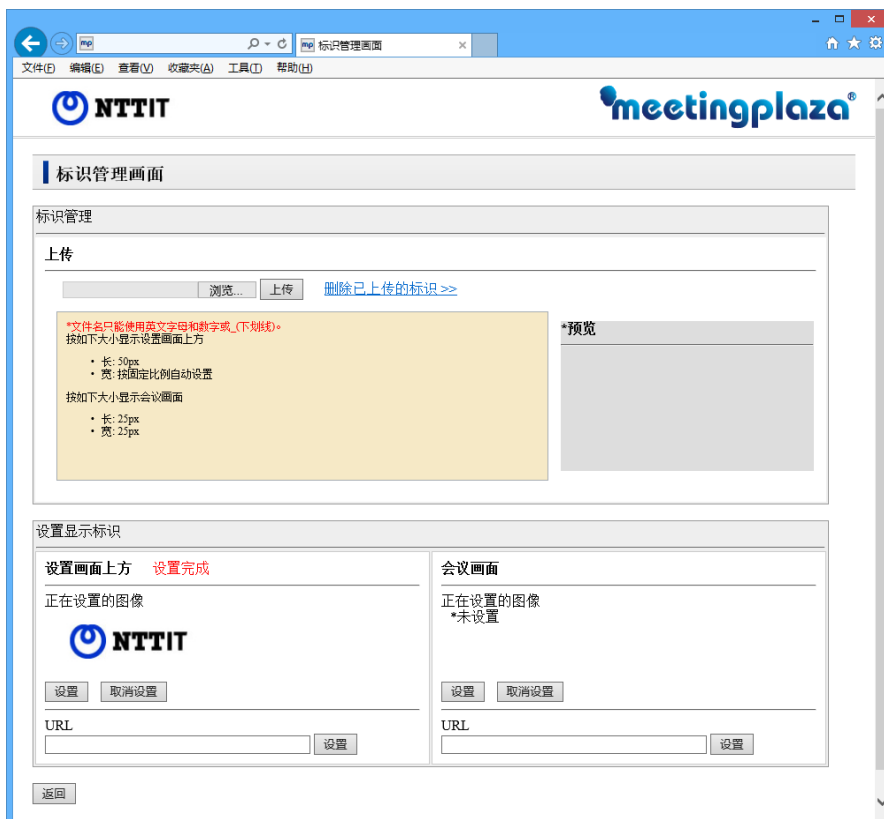 mp
mp 标识管理画面 ×
文件(F) 编辑(E) 查看(V) 收藏夹(A) 工具(T) 帮助(H)
NTTIT
meetingplaza®
标识管理画面
标识管理
上传
浏览... 上传 删除已上传的标识 >>
*文件名只能使用英文字母和数字或_(下划线)。
按如下大小显示设置画面上方
• 长: 50px
• 宽: 按固定比例自动设置
按如下大小显示会议画面
• 长: 25px
• 宽: 25px
*预览
设置显示标识
设置画面上方 设置完成
正在设置的图像
NTTIT
设置 取消设置
URL
设置
会议画面
正在设置的图像
*未设置
设置 取消设置
URL
设置
返回